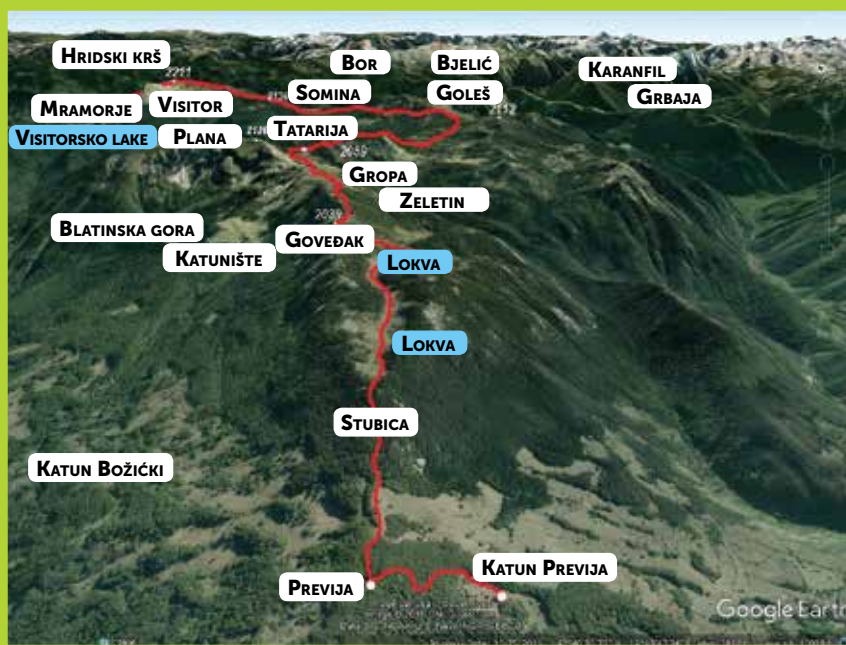 Hridski krš
Bor
Bjelić
Karanfil
2211
Mramorje
Visitor
Somina
Goleš
Grbaja
Visitorsko lake
Plana
Tatarija
Gropa
Zeletin
Blatinska gora
Goveđak
Katunište
Lokva
Lokva
Stubica
Katun Božićki
Previja
Katun Previja
Google Earth